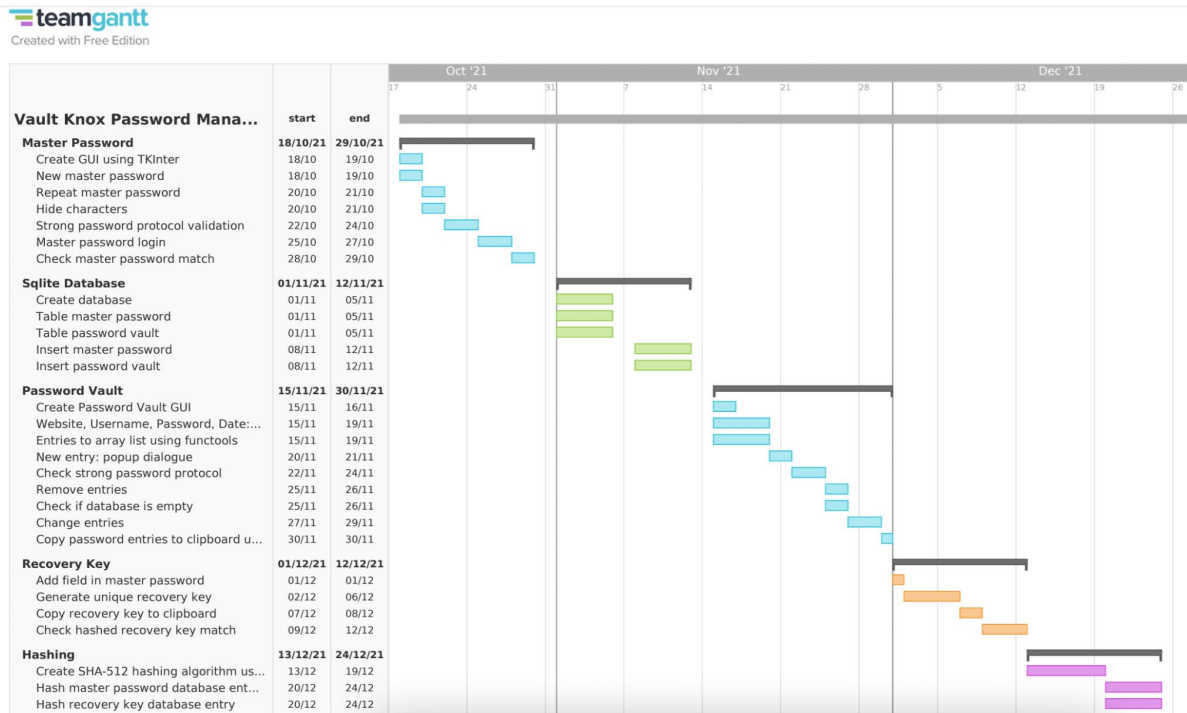 teamgantt
Created with Free Edition
Oct '21 Nov '21 Dec '21
17 24 31 7 14 21 28 5 12 19 26
Vault Knox Password Mana... start end
Master Password 18/10/21 29/10/21
Create GUI using TKInter 18/10 19/10
New master password 18/10 19/10
Repeat master password 20/10 21/10
Hide characters 20/10 21/10
Strong password protocol validation 22/10 24/10
Master password login 25/10 27/10
Check master password match 28/10 29/10
Sqlite Database 01/11/21 12/11/21
Create database 01/11 05/11
Table master password 01/11 05/11
Table password vault 01/11 05/11
Insert master password 08/11 12/11
Insert password vault 08/11 12/11
Password Vault 15/11/21 30/11/21
Create Password Vault GUI 15/11 16/11
Website, Username, Password, Date:... 15/11 19/11
Entries to array list using functools 15/11 19/11
New entry: popup dialogue 20/11 21/11
Check strong password protocol 22/11 24/11
Remove entries 25/11 26/11
Check if database is empty 25/11 26/11
Change entries 27/11 29/11
Copy password entries to clipboard u... 30/11 30/11
Recovery Key 01/12/21 12/12/21
Add field in master password 01/12 01/12
Generate unique recovery key 02/12 06/12
Copy recovery key to clipboard 07/12 08/12
Check hashed recovery key match 09/12 12/12
Hashing 13/12/21 24/12/21
Create SHA-512 hashing algorithm us... 13/12 19/12
Hash master password database ent... 20/12 24/12
Hash recovery key database entry 20/12 24/12